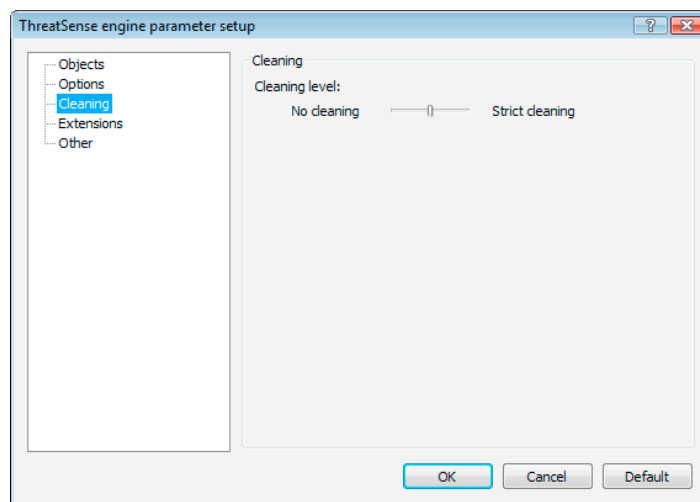 ThreatSense engine parameter setup
Objects
Options
Cleaning
Extensions
Other
Cleaning
Cleaning level:
No cleaning Strict cleaning
OK Cancel Default